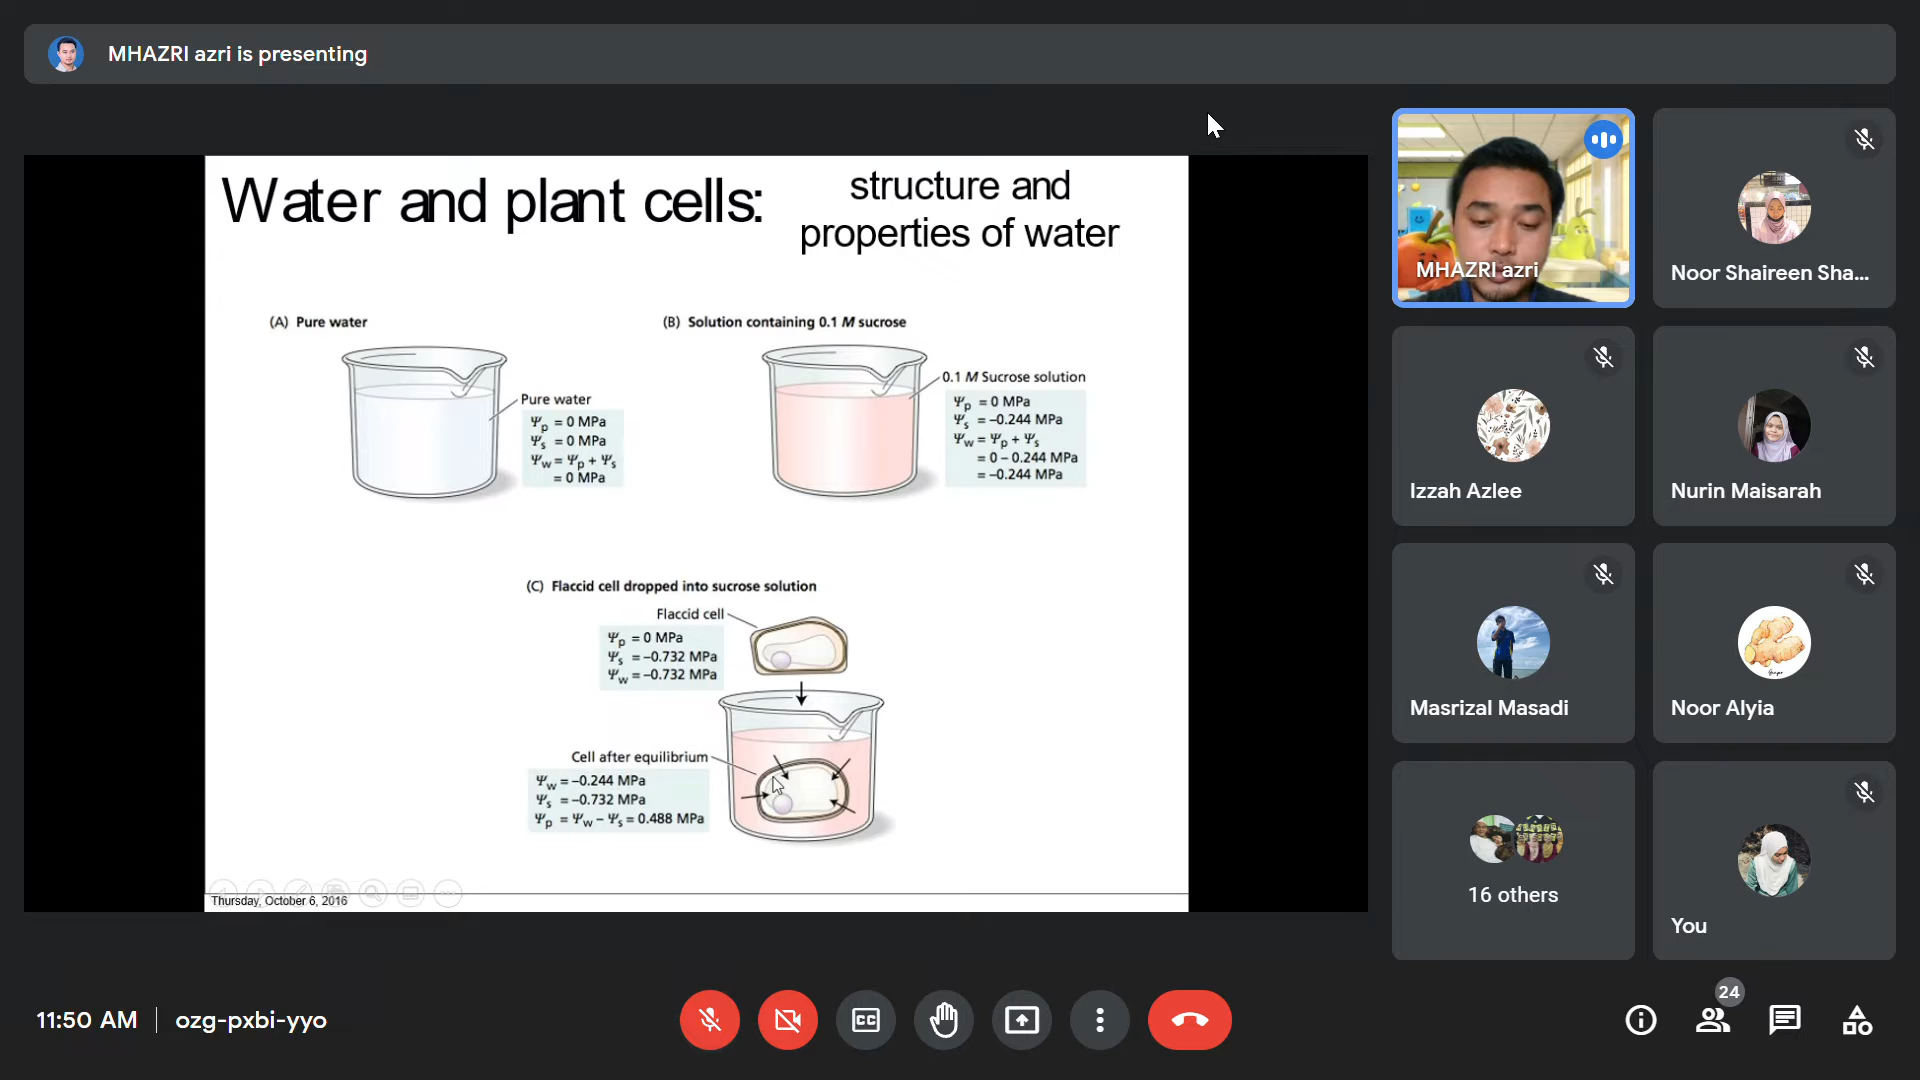 MHAZRI azri is presenting
Water and plant cells:
structure and
properties of water
(A) Pure water
Pure water
Ψp = 0 MPa
Ψs = 0 MPa
Ψw = Ψp + Ψs
= 0 MPa
(B) Solution containing 0.1 M sucrose
0.1 M Sucrose solution
Ψp = 0 MPa
Ψs = –0.244 MPa
Ψw = Ψp + Ψs
= 0 – 0.244 MPa
= –0.244 MPa
(C) Flaccid cell dropped into sucrose solution
Flaccid cell
Ψp = 0 MPa
Ψs = –0.732 MPa
Ψw = –0.732 MPa
Cell after equilibrium
Ψw = –0.244 MPa
Ψs = –0.732 MPa
Ψp = Ψw – Ψs = 0.488 MPa
Thursday, October 6, 2016
MHAZRI azri
Noor Shaireen Sha...
Izzah Azlee
Nurin Maisarah
Masrizal Masadi
Noor Alyia
16 others
You
11:50 AM
ozg-pxbi-yyo
CC
24